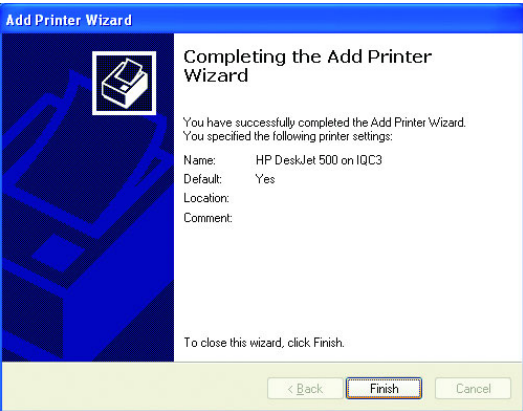 Add Printer Wizard
Completing the Add Printer
Wizard
You have successfully completed the Add Printer Wizard.
You specified the following printer settings:
Name: HP DeskJet 500 on IQC3
Default: Yes
Location:
Comment:
To close this wizard, click Finish.
< Back Finish Cancel